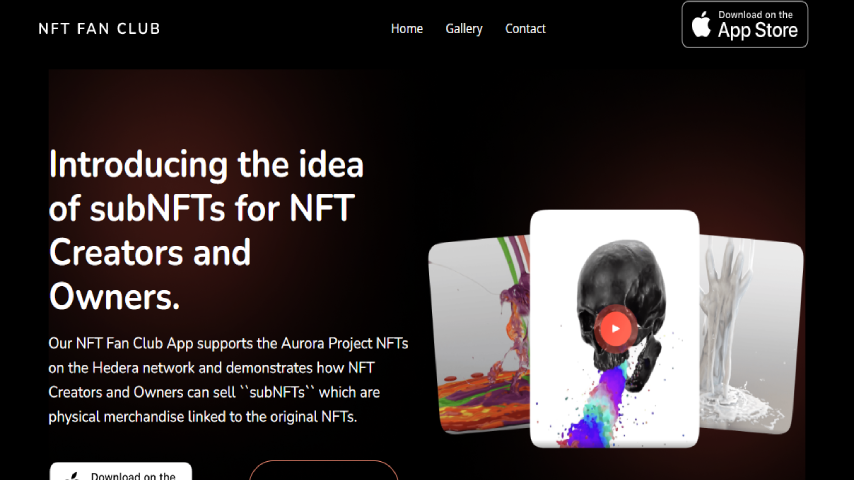 NFT FAN CLUB
Home
Gallery
Contact
Download on the
App Store
Introducing the idea
of subNFTs for NFT
Creators and
Owners.
Our NFT Fan Club App supports the Aurora Project NFTs
on the Hedera network and demonstrates how NFT
Creators and Owners can sell ``subNFTs`` which are
physical merchandise linked to the original NFTs.
Download on the